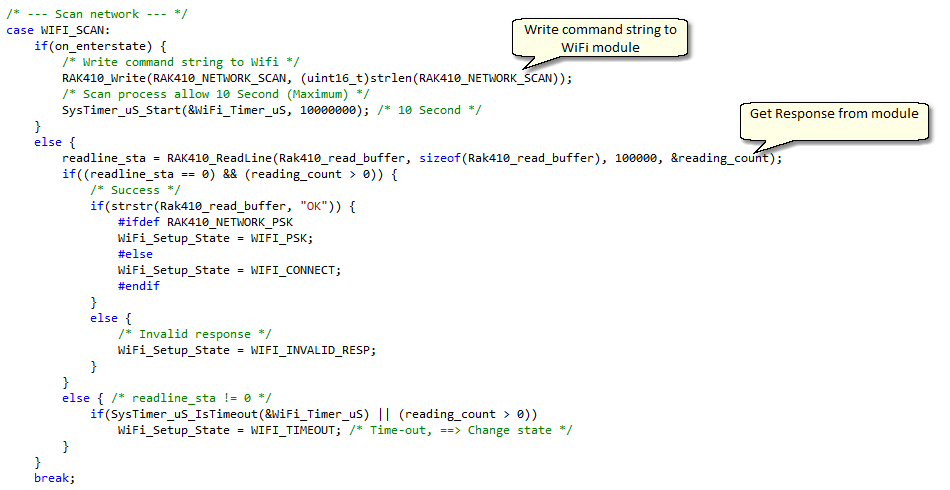 /* --- Scan network --- */
case WIFI_SCAN:
    if(on_enterstate) {
        /* Write command string to Wifi */
        RAK410_Write(RAK410_NETWORK_SCAN, (uint16_t)strlen(RAK410_NETWORK_SCAN));
        /* Scan process allow 10 Second (Maximum) */
        SysTimer_uS_Start(&WiFi_Timer_uS, 10000000); /* 10 Second */
    }
    else {
        readline_sta = RAK410_ReadLine(Rak410_read_buffer, sizeof(Rak410_read_buffer), 100000, &reading_count);
        if((readline_sta == 0) && (reading_count > 0)) {
            /* Success */
            if(strstr(Rak410_read_buffer, "OK")) {
                #ifdef RAK410_NETWORK_PSK
                WiFi_Setup_State = WIFI_PSK;
                #else
                WiFi_Setup_State = WIFI_CONNECT;
                #endif
            }
            else {
                /* Invalid response */
                WiFi_Setup_State = WIFI_INVALID_RESP;
            }
        }
        else { /* readline_sta != 0 */
            if(SysTimer_uS_IsTimeout(&WiFi_Timer_uS) || (reading_count > 0))
                WiFi_Setup_State = WIFI_TIMEOUT; /* Time-out, ==> Change state */
        }
    }
    break;
Write command string to
WiFi module
Get Response from module